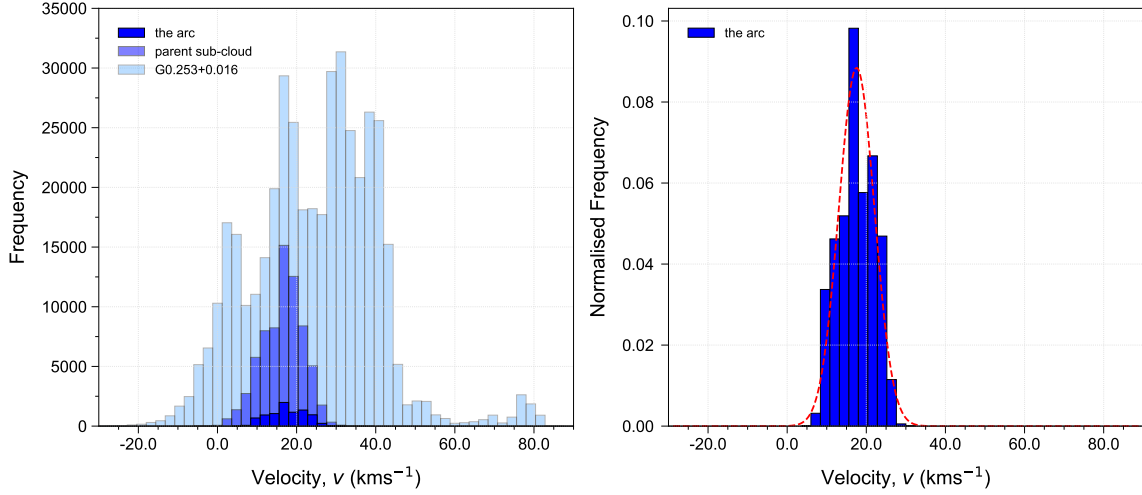 the arc
parent sub-cloud
G0.253+0.016
35000
30000
25000
20000
15000
10000
5000
0
Frequency
-20.0 0.0 20.0 40.0 60.0 80.0
Velocity, v (kms⁻¹)
the arc
0.10
0.08
0.06
0.04
0.02
0.00
Normalised Frequency
-20.0 0.0 20.0 40.0 60.0 80.0
Velocity, v (kms⁻¹)